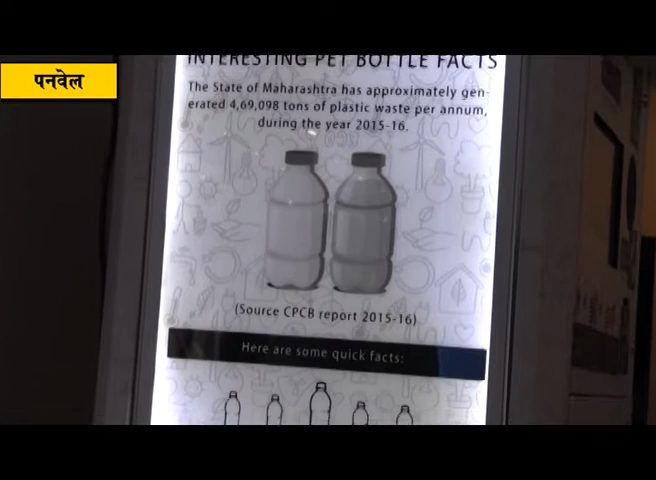 पनवेल
INTERESTING PET BOTTLE FACTS
The State of Maharashtra has approximately gen-
erated 4,69,098 tons of plastic waste per annum,
during the year 2015-16.
(Source CPCB report 2015-16)
Here are some quick facts: